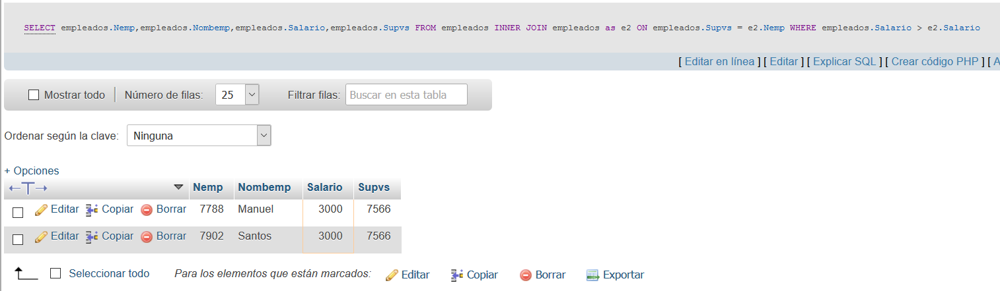 SELECT empleados.Nemp,empleados.Nombemp,empleados.Salario,empleados.Supvs FROM empleados INNER JOIN empleados as e2 ON empleados.Supvs = e2.Nemp WHERE empleados.Salario > e2.Salario
[ Editar en línea ] [ Editar ] [ Explicar SQL ] [ Crear código PHP ] [ A
Mostrar todo Número de filas: 25 Filtrar filas: Buscar en esta tabla
Ordenar según la clave: Ninguna
+ Opciones
Nemp Nombemp Salario Supvs
Editar Copiar Borrar 7788 Manuel 3000 7566
Editar Copiar Borrar 7902 Santos 3000 7566
Seleccionar todo Para los elementos que están marcados: Editar Copiar Borrar Exportar